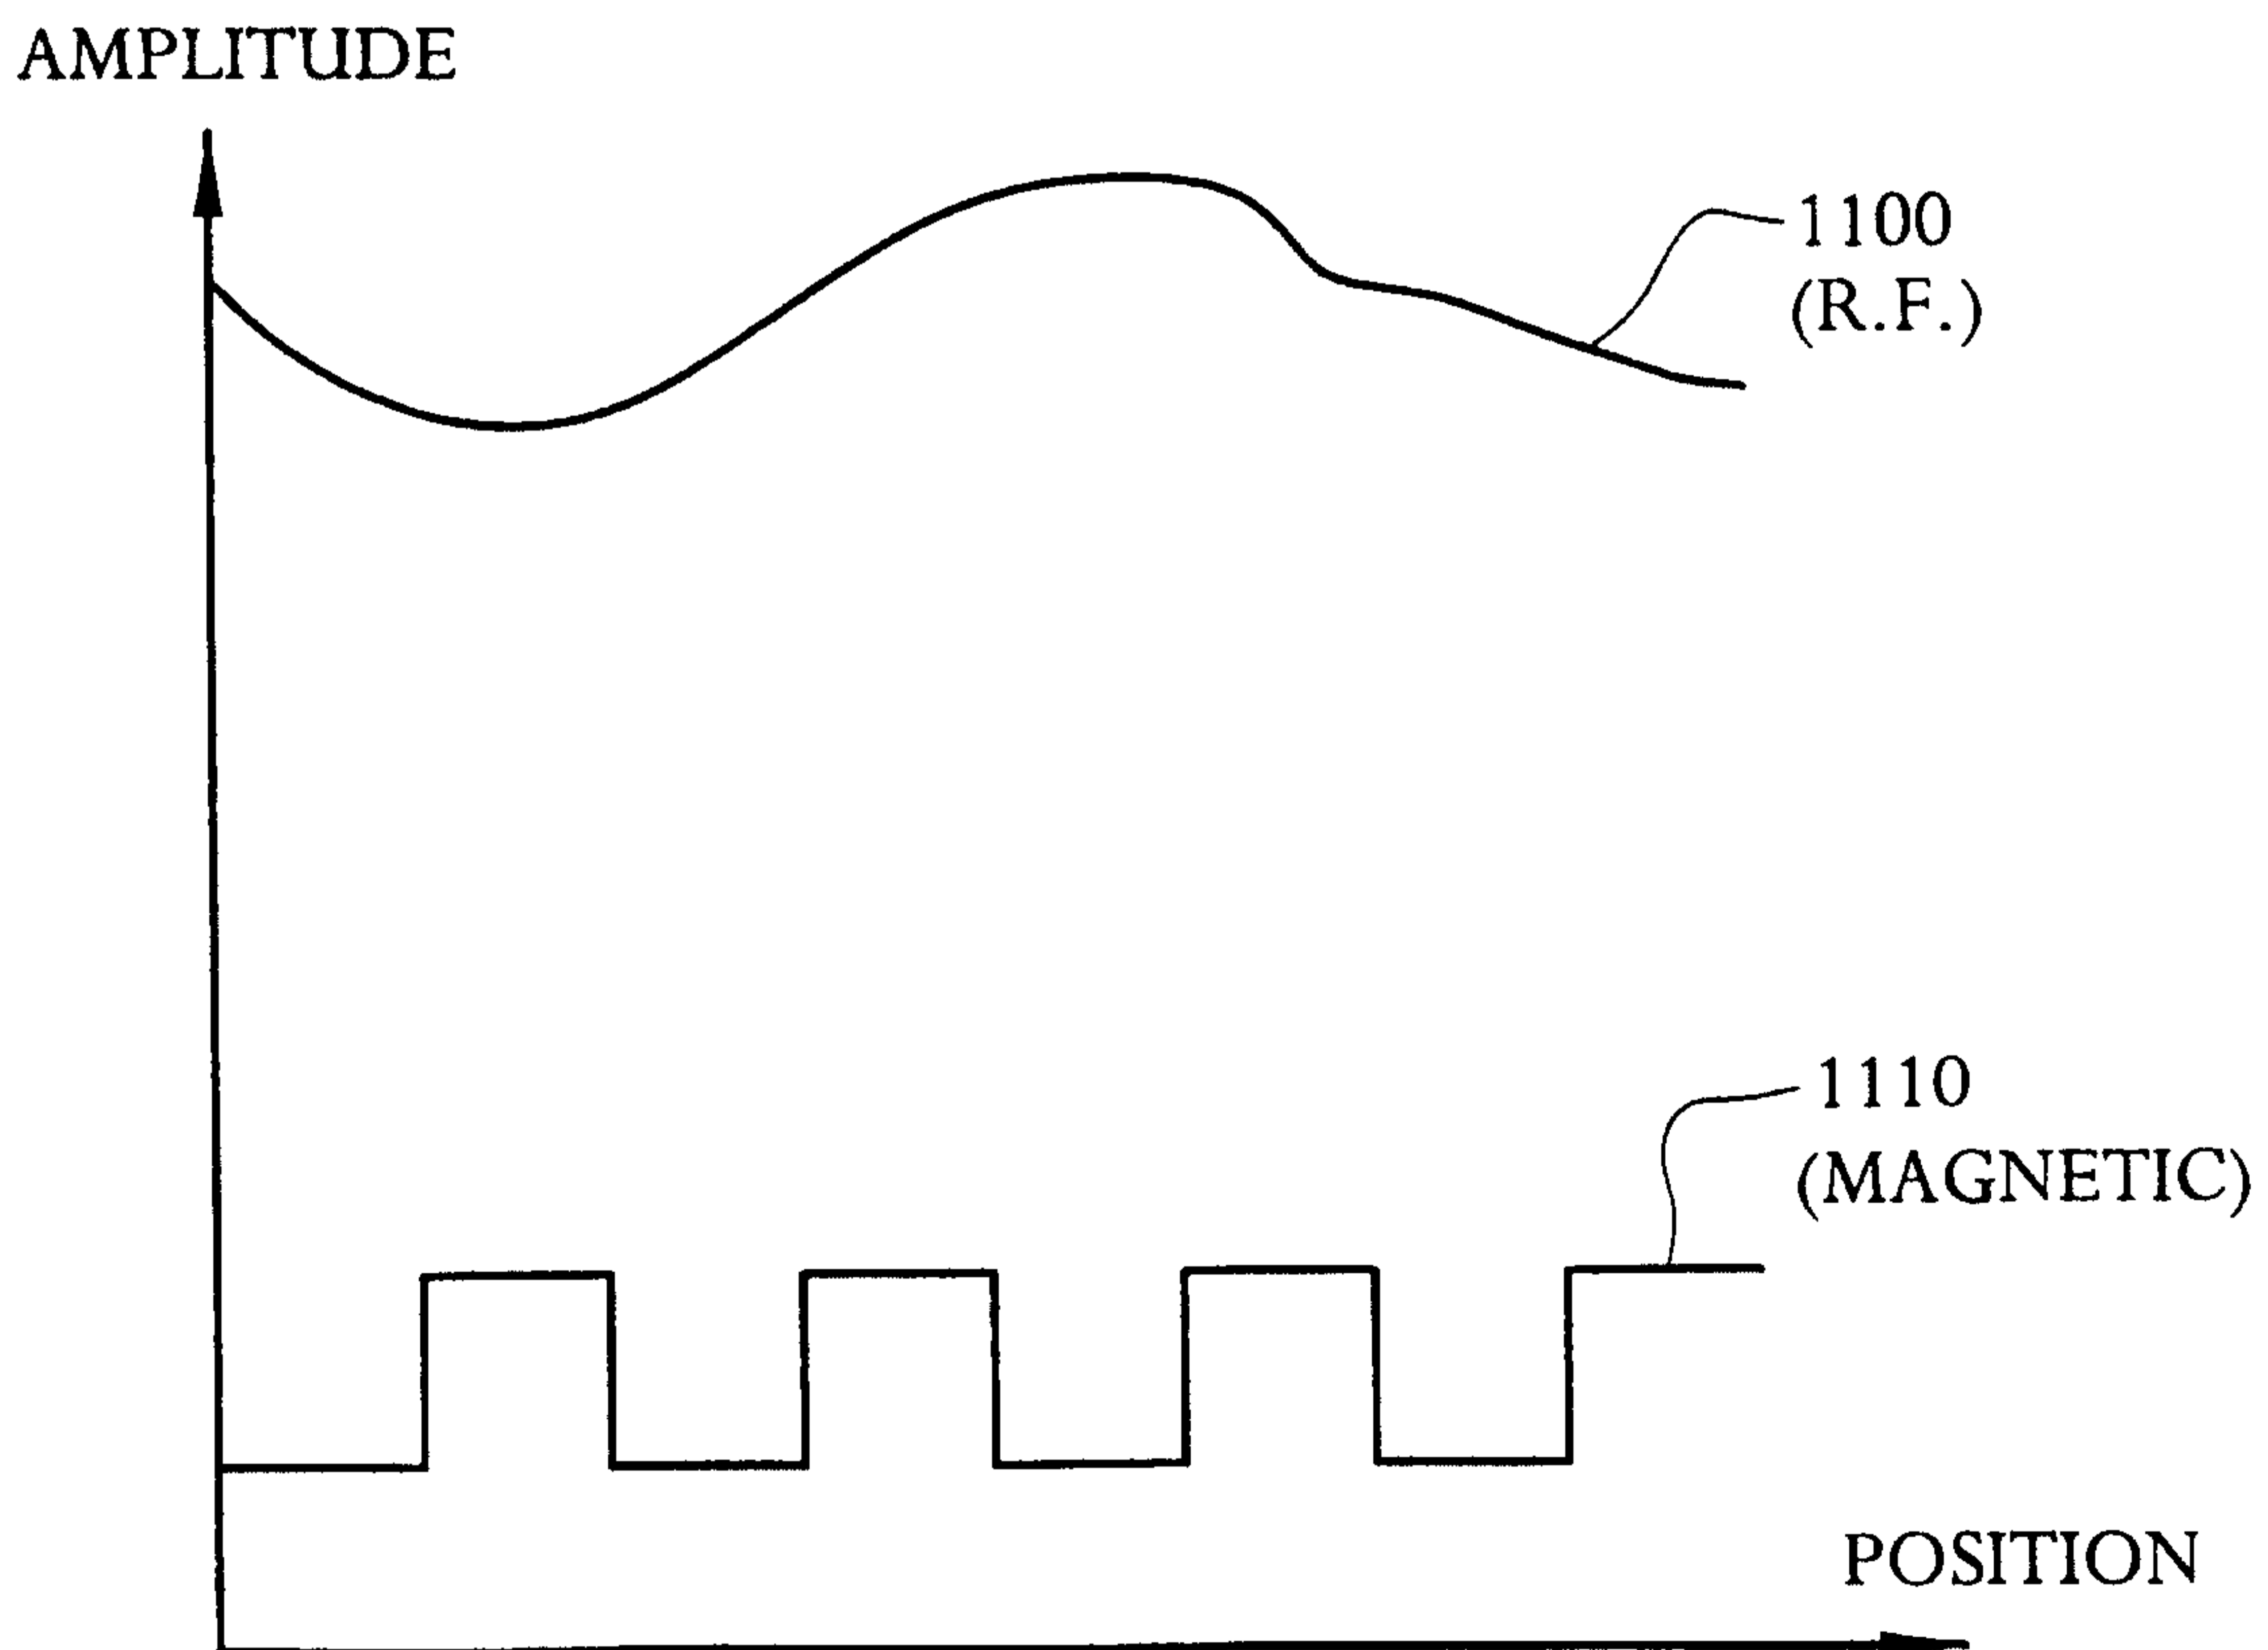 AMPLITUDE
1100
(R.F.)
1110
(MAGNETIC)
POSITION